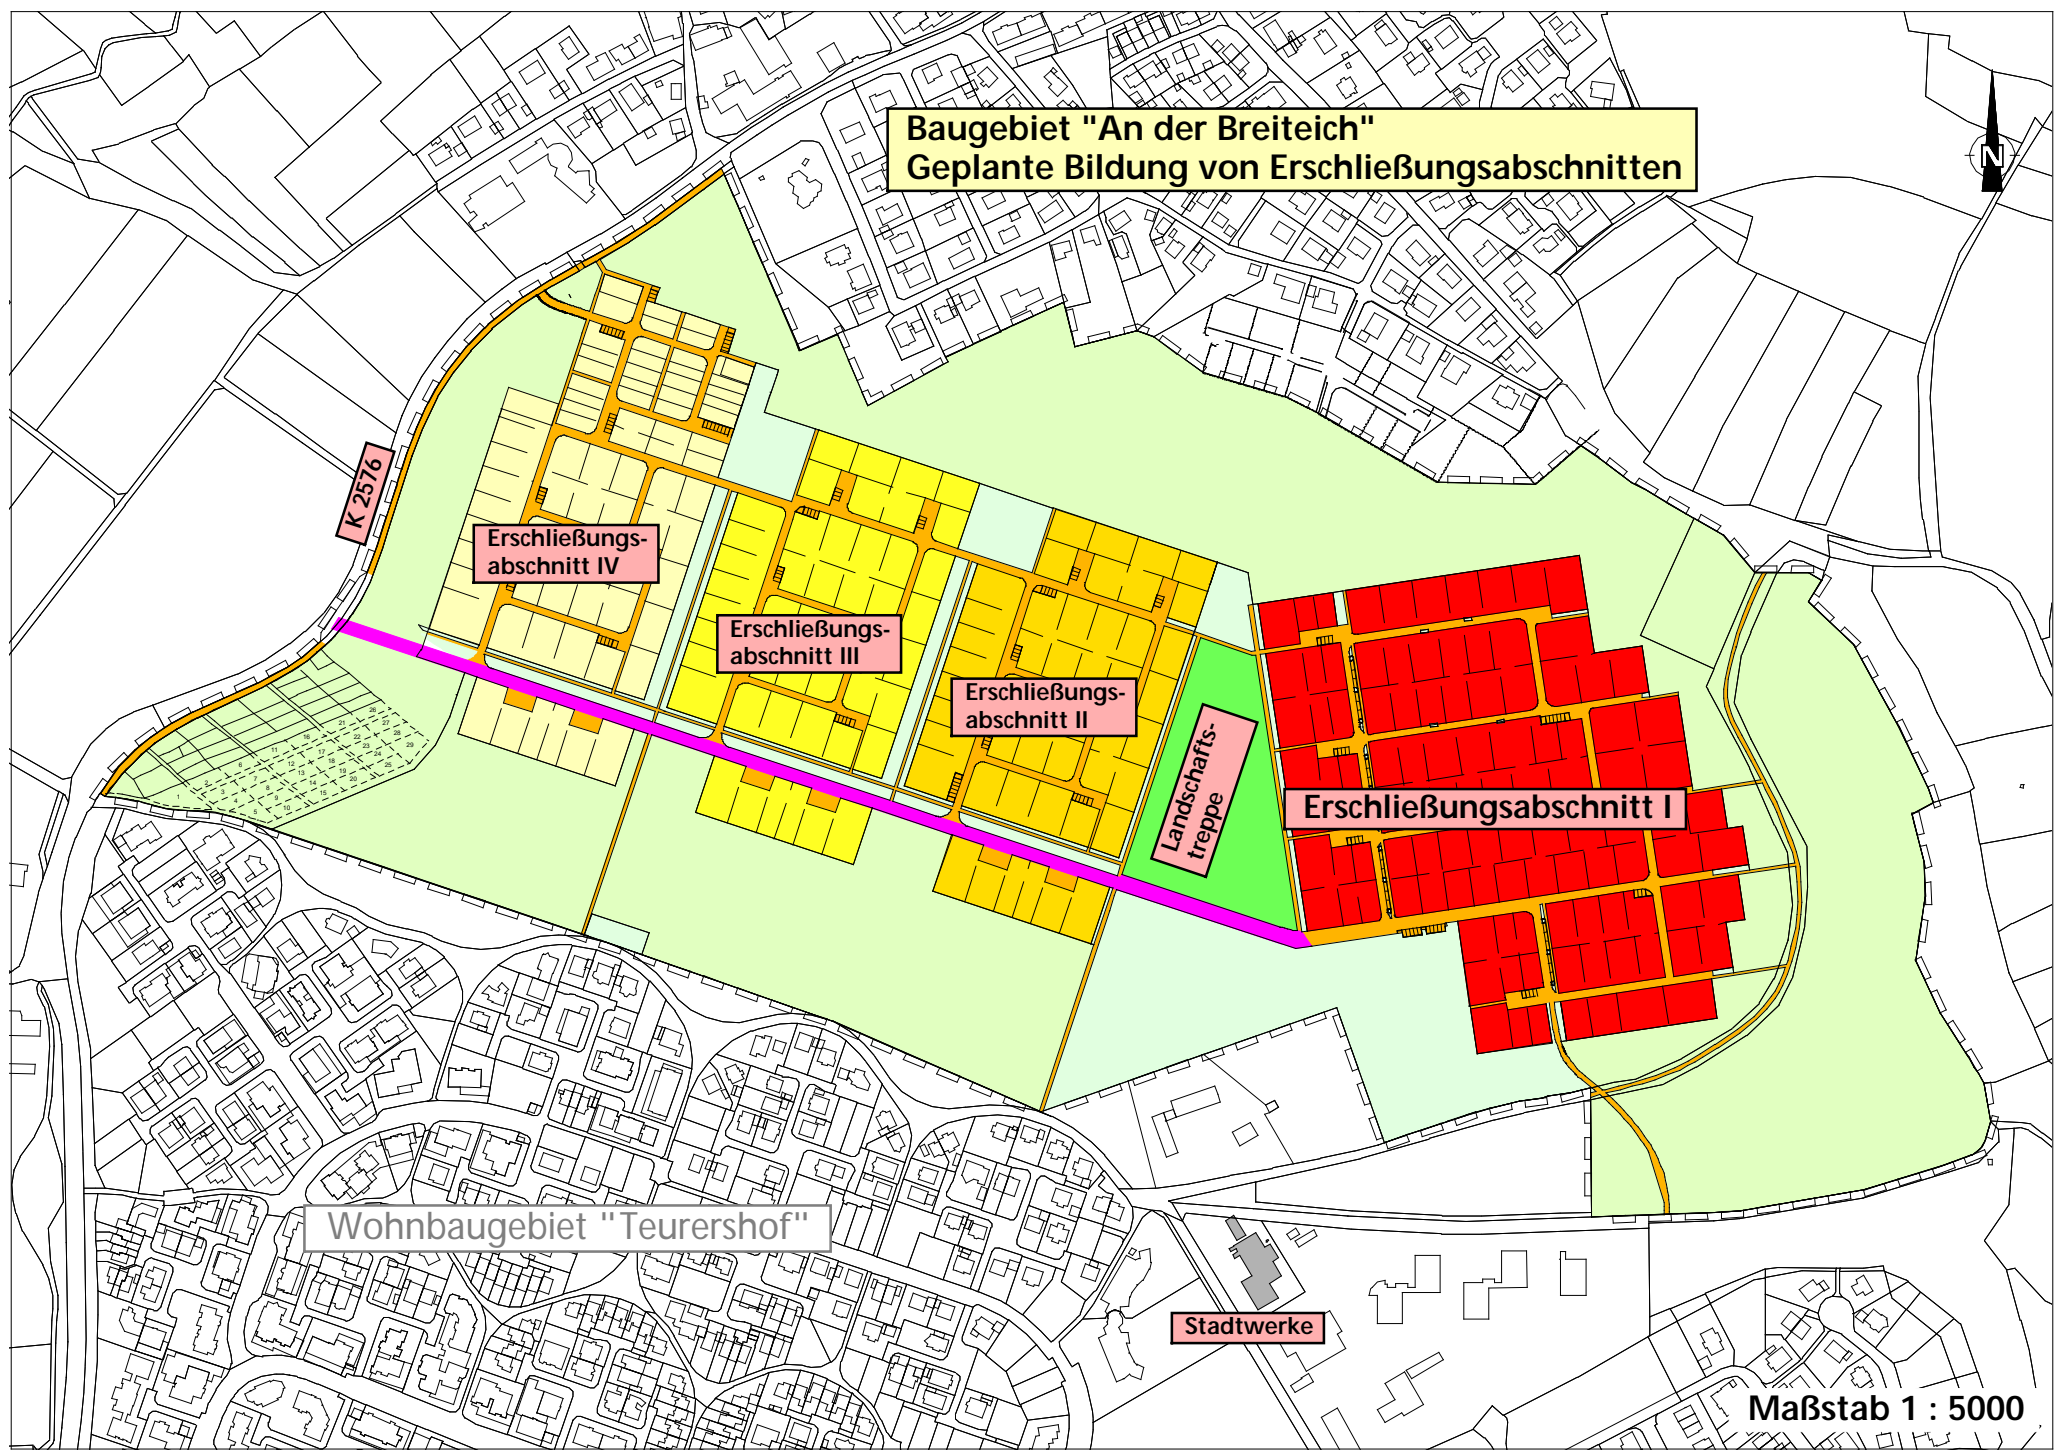 Baugebiet "An der Breiteich"
Geplante Bildung von Erschließungsabschnitten
N
K 2576
Erschließungs-
abschnitt IV
Erschließungs-
abschnitt III
Erschließungs-
abschnitt II
Landschafts-
treppe
Erschließungsabschnitt I
Wohnbaugebiet "Teurershof"
Stadtwerke
Maßstab 1 : 5000